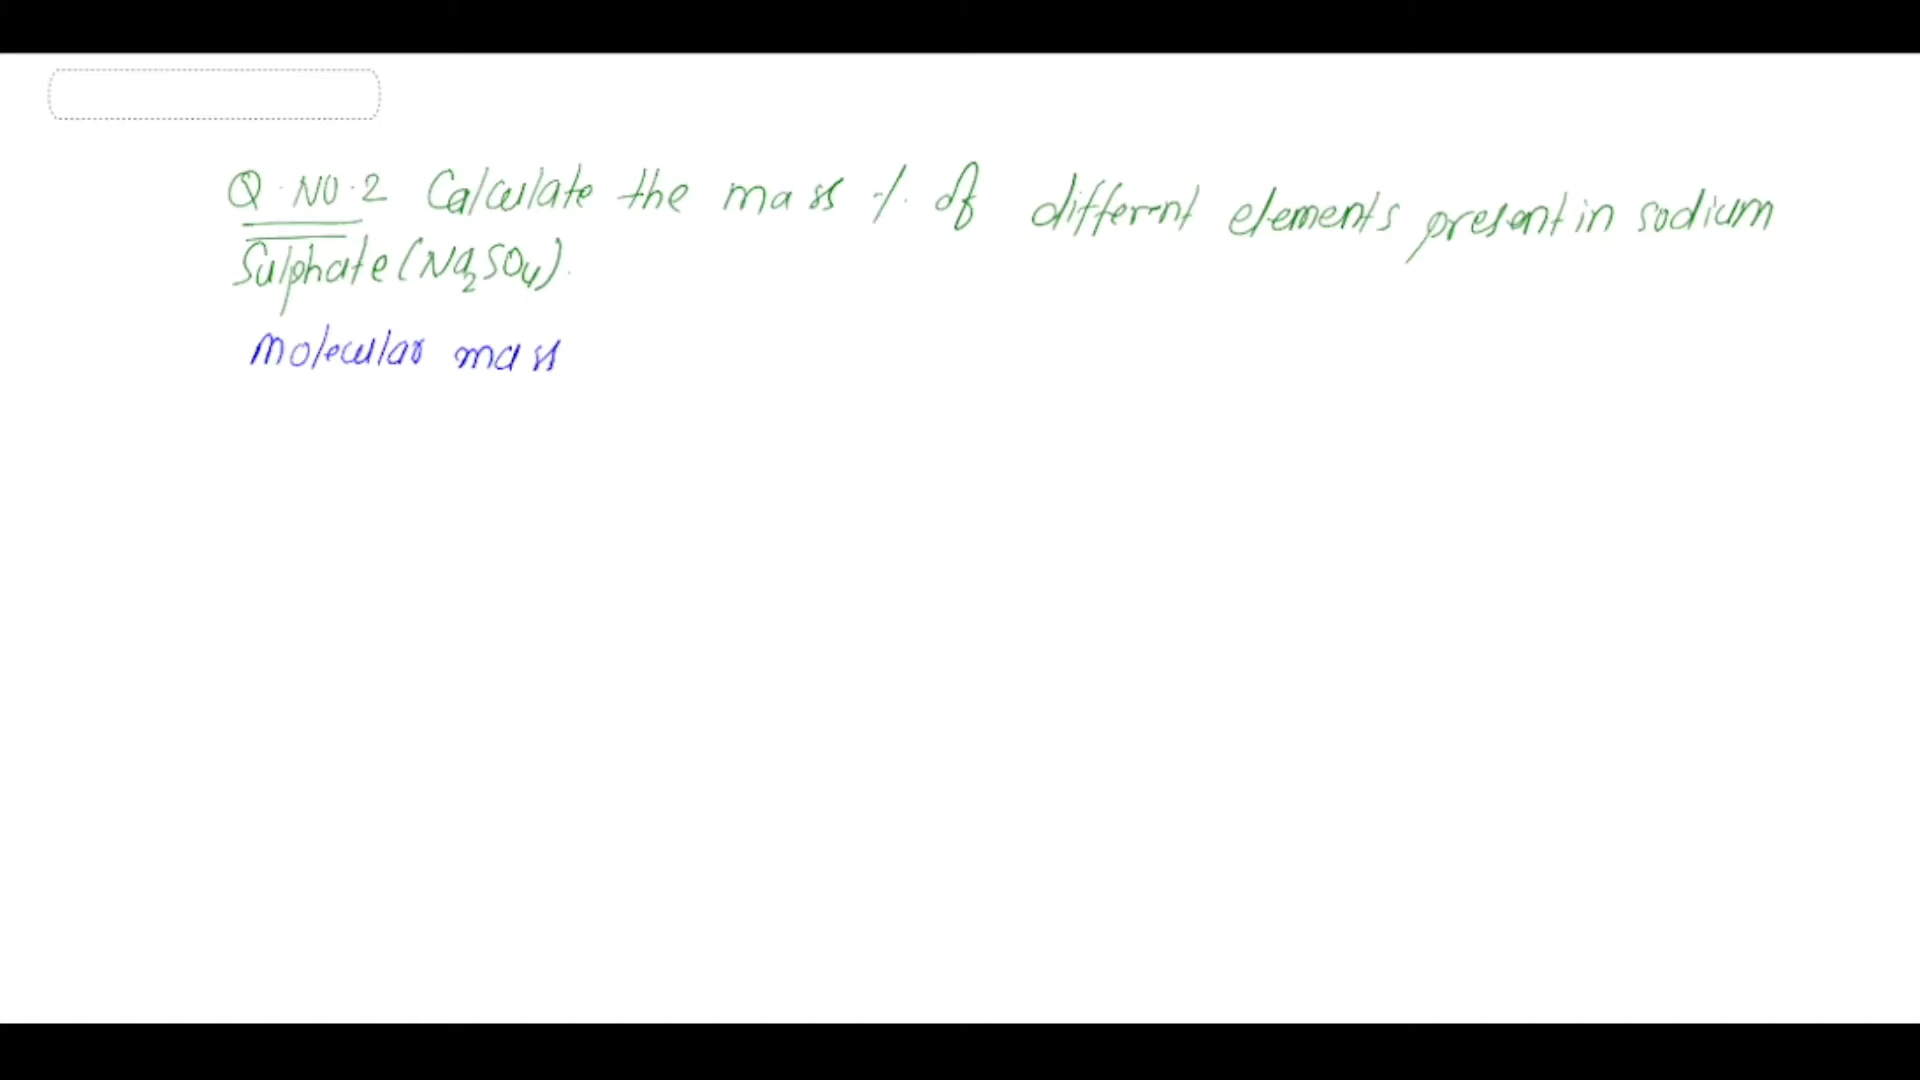 Q. NO. 2 Calculate the mass % of different elements present in sodium
Sulphate (Na₂SO₄).
Molecular mass